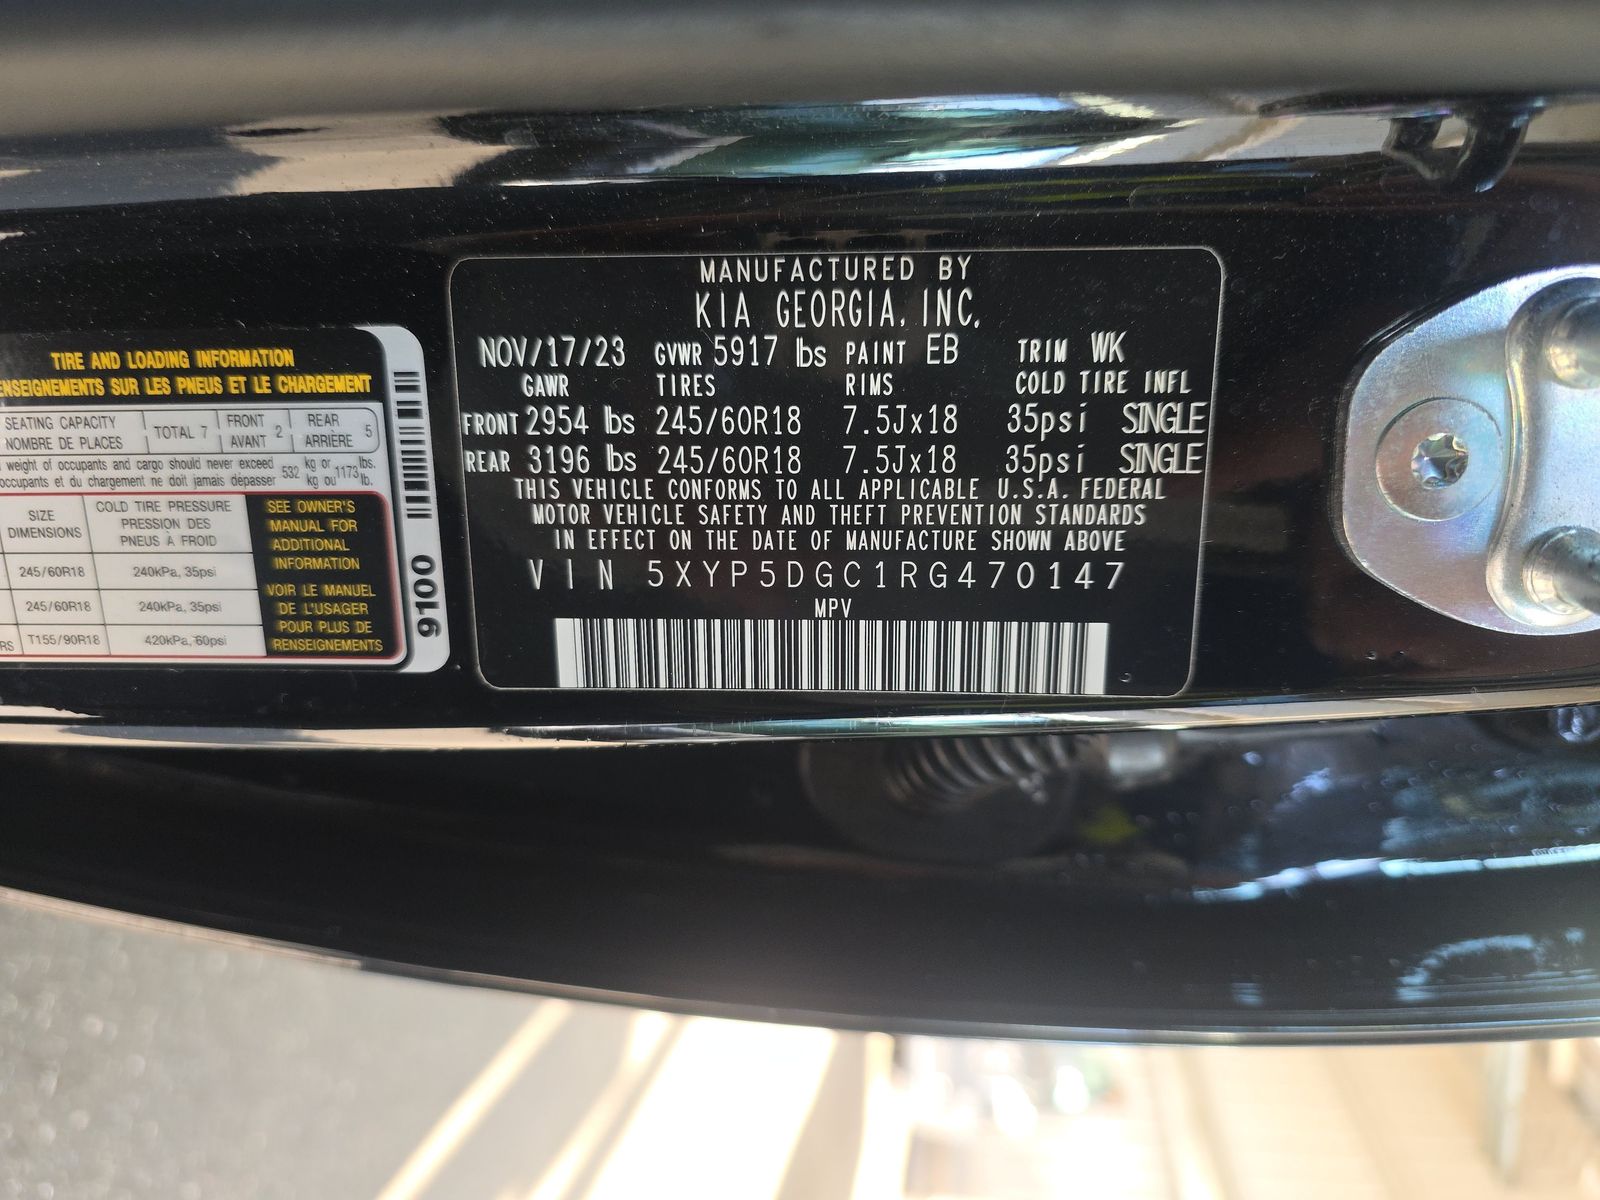 MANUFACTURED BY
KIA GEORGIA, INC.
NOV/17/23 GVWR 5917 lbs PAINT EB TRIM WK
GAWR TIRES RIMS COLD TIRE INFL
FRONT 2954 lbs 245/60R18 7.5Jx18 35psi SINGLE
REAR 3196 lbs 245/60R18 7.5Jx18 35psi SINGLE
THIS VEHICLE CONFORMS TO ALL APPLICABLE U.S.A. FEDERAL
MOTOR VEHICLE SAFETY AND THEFT PREVENTION STANDARDS
IN EFFECT ON THE DATE OF MANUFACTURE SHOWN ABOVE
VIN 5XYP5DGC1RG470147
MPV
TIRE AND LOADING INFORMATION
ENSEIGNEMENTS SUR LES PNEUS ET LE CHARGEMENT
SEATING CAPACITY
NOMBRE DE PLACES
TOTAL 7
FRONT
AVANT
2
REAR
ARRIÈRE
5
weight of occupants and cargo should never exceed
occupants et du chargement ne doit jamais dépasser
532 kg or 1173 lbs.
kg ou lb.
SIZE
DIMENSIONS
COLD TIRE PRESSURE
PRESSION DES
PNEUS À FROID
245/60R18 240kPa, 35psi
245/60R18 240kPa, 35psi
RS T155/90R18 420kPa, 60psi
SEE OWNER'S
MANUAL FOR
ADDITIONAL
INFORMATION
VOIR LE MANUEL
DE L'USAGER
POUR PLUS DE
RENSEIGNEMENTS
9100